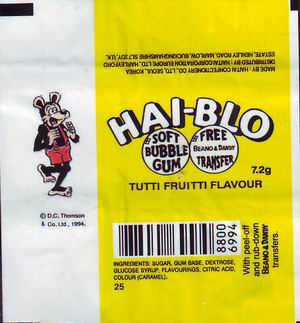 MADE BY - HAITAI CONFECTIONERY CO., LTD., SEOUL KOREA
DISTRIBUTED BY - HAITAI CORPORATION EUROPE LTD., HARLEYFORD
ESTATE, HENLEY ROAD, MARLOW, BUCKINGHAMSHIRE SL7 2DY, U.K.
HAI-BLO
SOFT
BUBBLE
GUM
FREE
BEANO & DANDY
TRANSFER
7.2g
TUTTI FRUITTI FLAVOUR
© D.C. Thomson
& Co, Ltd., 1994.
8800
6994
With peel-off
and rub-down
BEANO & DANDY
transfers.
INGREDIENTS: SUGAR, GUM BASE, DEXTROSE,
GLUCOSE SYRUP, FLAVOURINGS, CITRIC ACID,
COLOUR (CARAMEL).
25